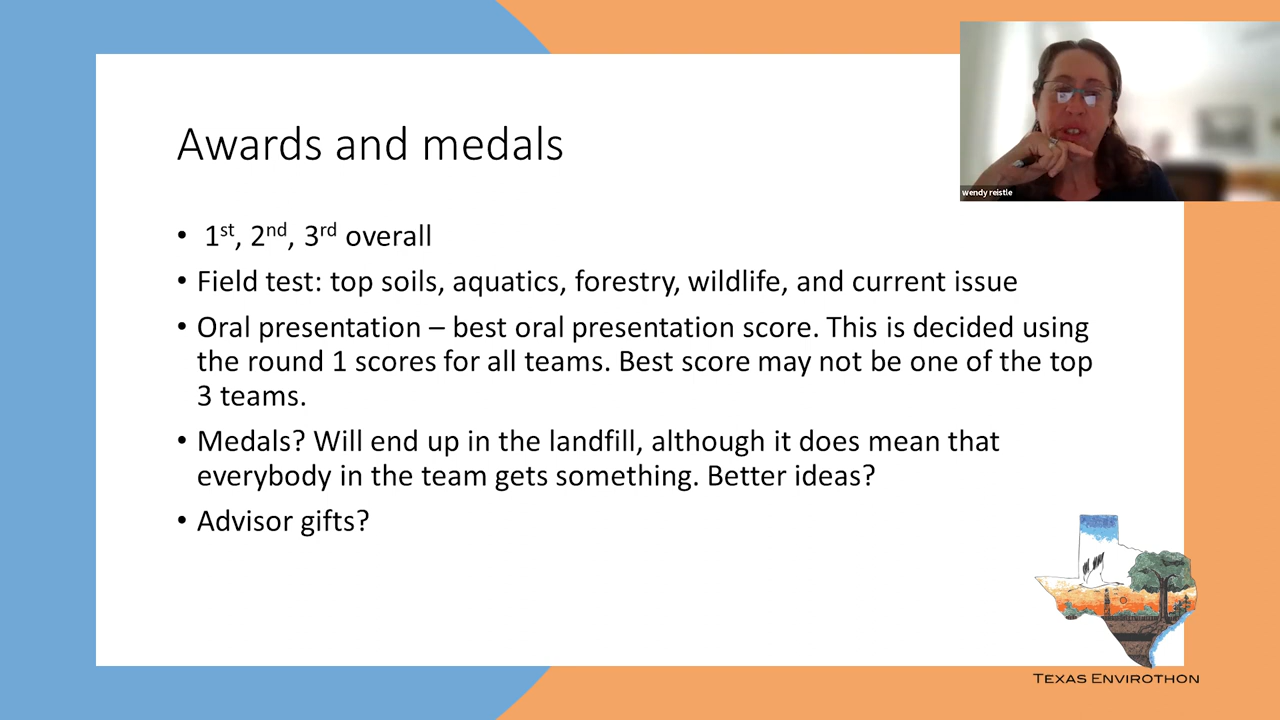 Awards and medals
wendy reistle
• 1st, 2nd, 3rd overall
• Field test: top soils, aquatics, forestry, wildlife, and current issue
• Oral presentation – best oral presentation score. This is decided using
the round 1 scores for all teams. Best score may not be one of the top
3 teams.
• Medals? Will end up in the landfill, although it does mean that
everybody in the team gets something. Better ideas?
• Advisor gifts?
TEXAS ENVIROTHON